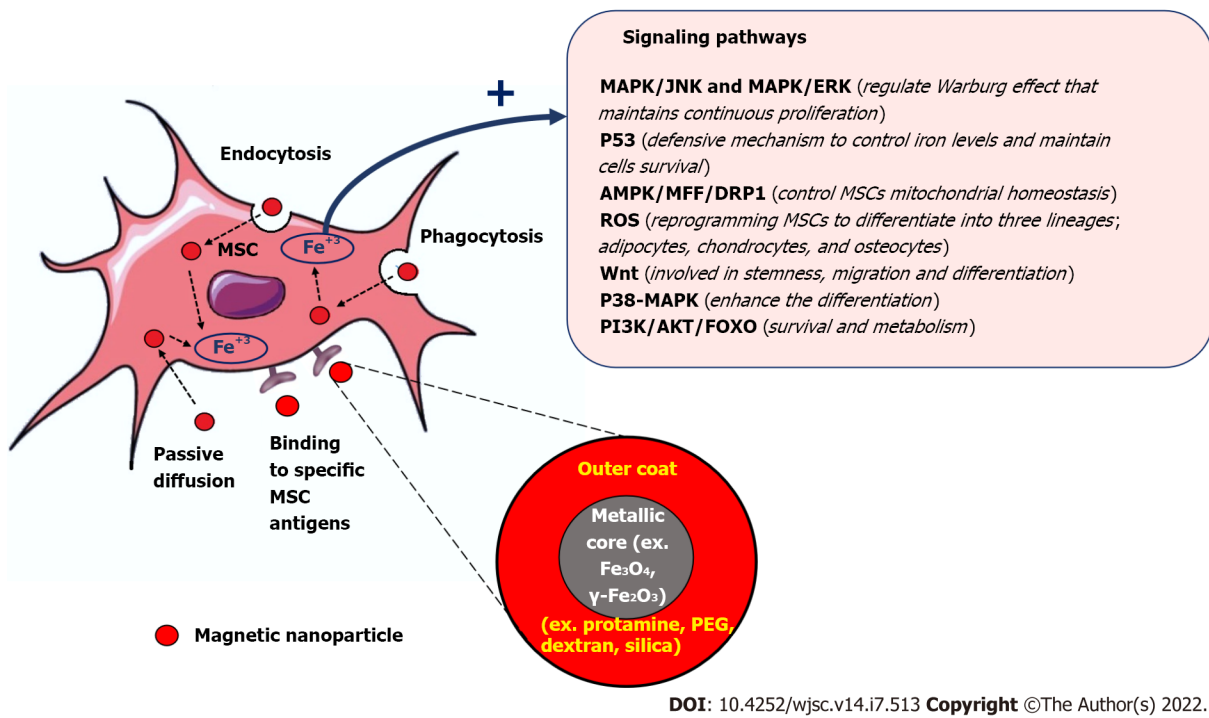 Signaling pathways
MAPK/JNK and MAPK/ERK (regulate Warburg effect that
maintains continuous proliferation)
P53 (defensive mechanism to control iron levels and maintain
cells survival)
AMPK/MFF/DRP1 (control MSCs mitochondrial homeostasis)
ROS (reprogramming MSCs to differentiate into three lineages;
adipocytes, chondrocytes, and osteocytes)
Wnt (involved in stemness, migration and differentiation)
P38-MAPK (enhance the differentiation)
PI3K/AKT/FOXO (survival and metabolism)
+
Endocytosis
Phagocytosis
MSC
Fe+3
Fe+3
Passive
diffusion
Binding
to specific
MSC
antigens
Outer coat
Metallic
core (ex.
Fe₃O₄,
γ-Fe₂O₃)
(ex. protamine, PEG,
dextran, silica)
Magnetic nanoparticle
DOI: 10.4252/wjsc.v14.i7.513 Copyright ©The Author(s) 2022.